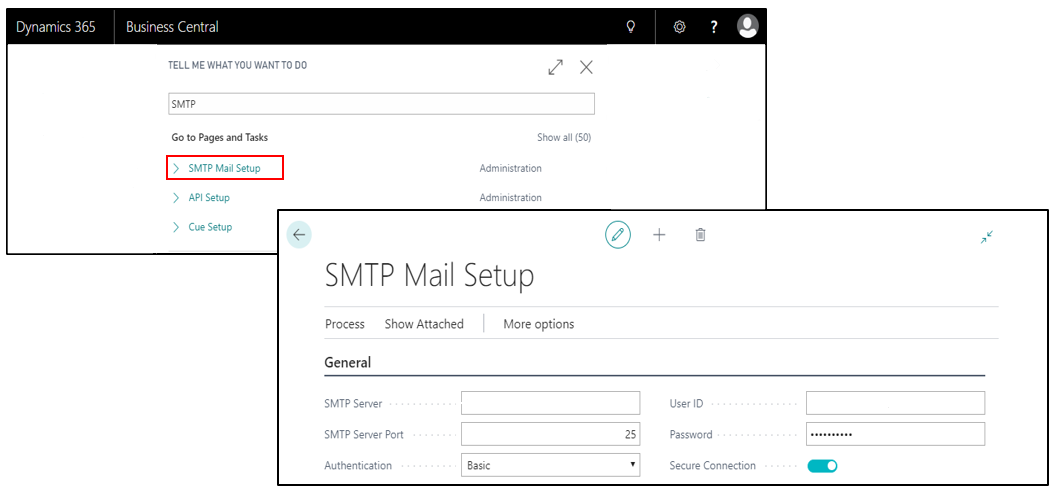 Dynamics 365 Business Central ?
TELL ME WHAT YOU WANT TO DO
SMTP
Go to Pages and Tasks Show all (50)
SMTP Mail Setup Administration
API Setup Administration
Cue Setup
SMTP Mail Setup
Process Show Attached More options
General
SMTP Server User ID
SMTP Server Port 25 Password ••••••••••
Authentication Basic Secure Connection